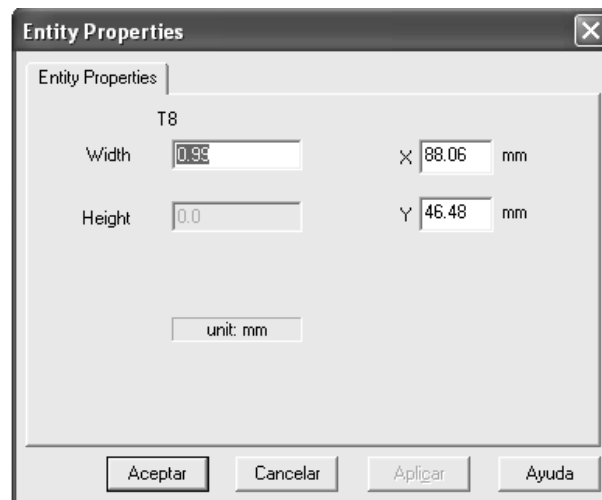 Entity Properties
Entity Properties
T8
Width 0.99 X 88.06 mm
Height 0.0 Y 46.48 mm
unit: mm
Aceptar Cancelar Aplicar Ayuda